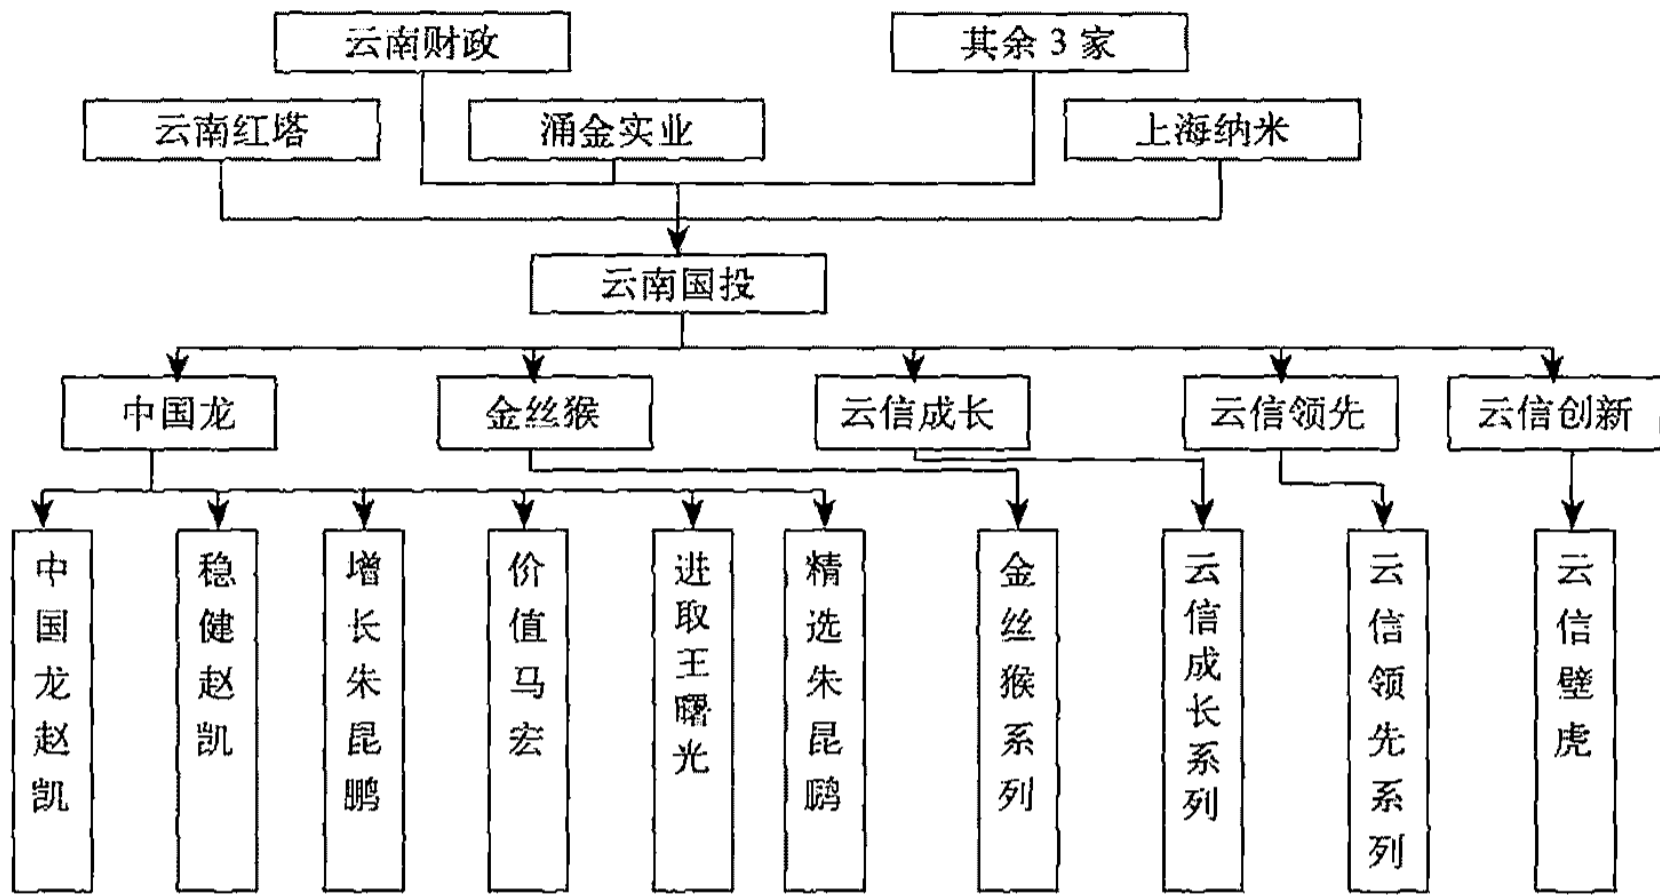 云南财政
其余3家
云南红塔
涌金实业
上海纳米
云南国投
中国龙
金丝猴
云信成长
云信领先
云信创新
中国龙赵凯
稳健赵凯
增长朱昆鹏
价值马宏
进取王曙光
精选朱昆鹏
金丝猴系列
云信成长系列
云信领先系列
云信壁虎